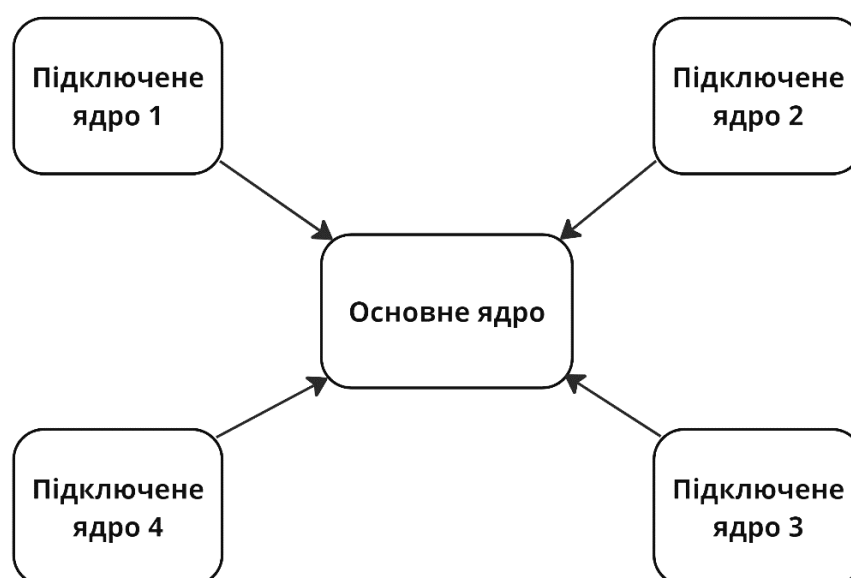 Підключене
ядро 1
Підключене
ядро 2
Основне ядро
Підключене
ядро 4
Підключене
ядро 3